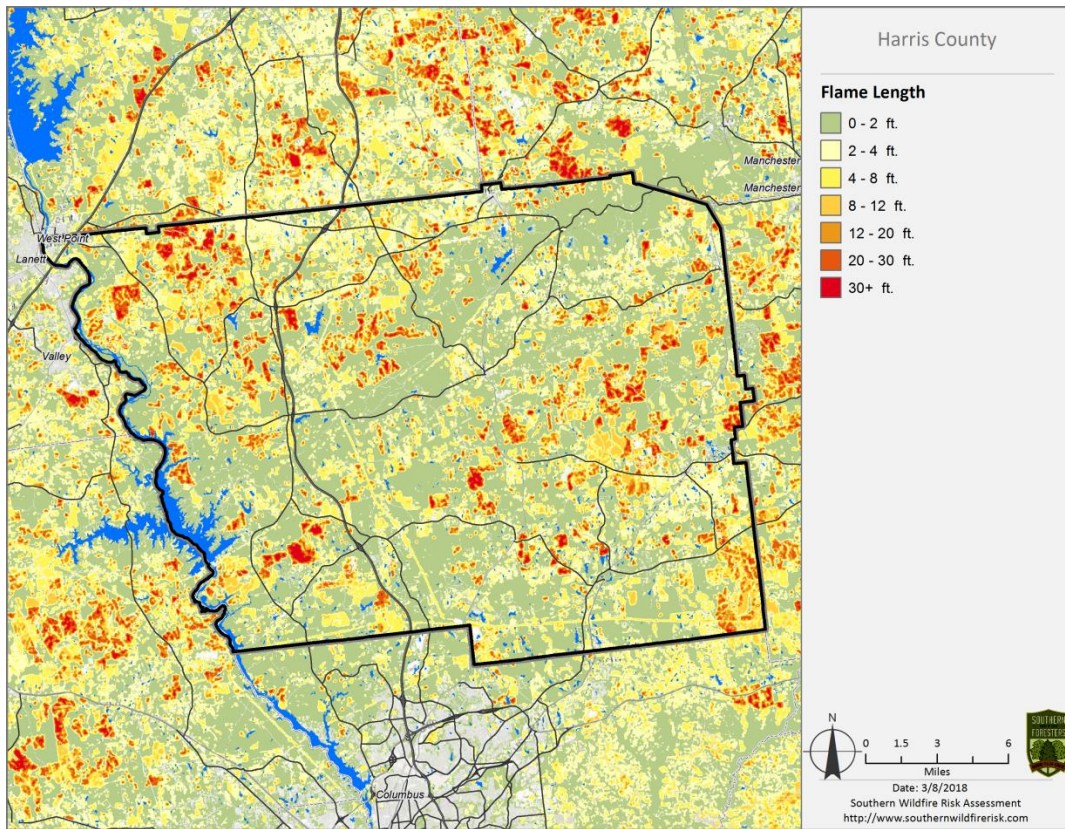 Harris County
Flame Length
0 - 2 ft.
2 - 4 ft.
4 - 8 ft.
8 - 12 ft.
12 - 20 ft.
20 - 30 ft.
30+ ft.
Manchester
Manchester
West Point
Lanett
Valley
Columbus
N
0 1.5 3 6
Miles
Date: 3/8/2018
Southern Wildfire Risk Assessment
http://www.southernwildfirerisk.com
SOUTHERN
FORESTERS